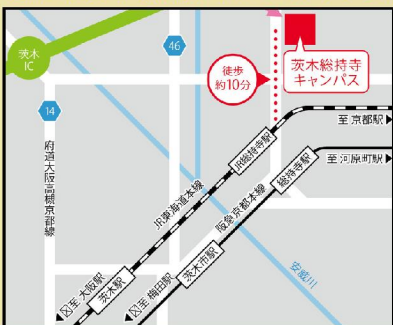 茨木
IC
46
14
徒歩
約10分
茨木総持寺
キャンパス
至 京都駅
至 河原町駅
府道大阪高槻京都線
JR東海道本線
JR総持寺駅
総持寺駅
阪急京都本線
茨木駅
茨木市駅
至 大阪駅
至 梅田駅
安威川